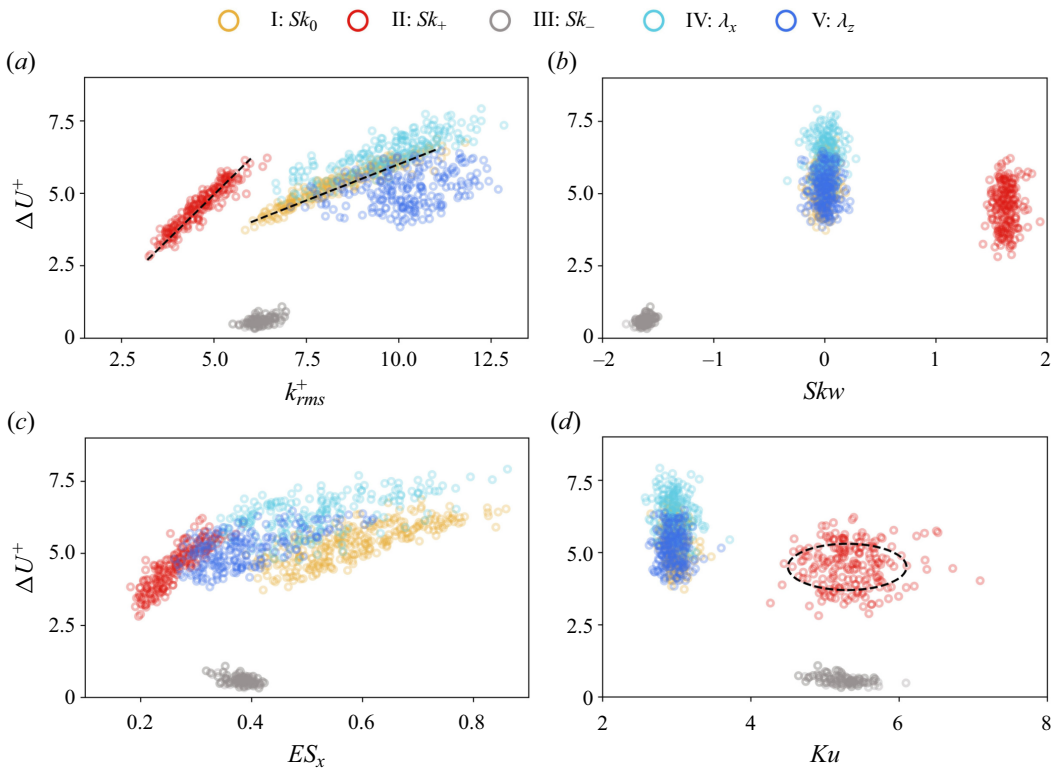 I: Sk₀ II: Sk₊ III: Sk₋ IV: λₓ V: λ_z
(a) (b)
7.5 7.5
ΔU⁺ 5.0 5.0
2.5 2.5
0 0
2.5 5.0 7.5 10.0 12.5 –2 –1 0 1 2
k⁺ᵣₘₛ Skw
(c) (d)
7.5 7.5
ΔU⁺ 5.0 5.0
2.5 2.5
0 0
0.2 0.4 0.6 0.8 2 4 6 8
ESₓ Ku